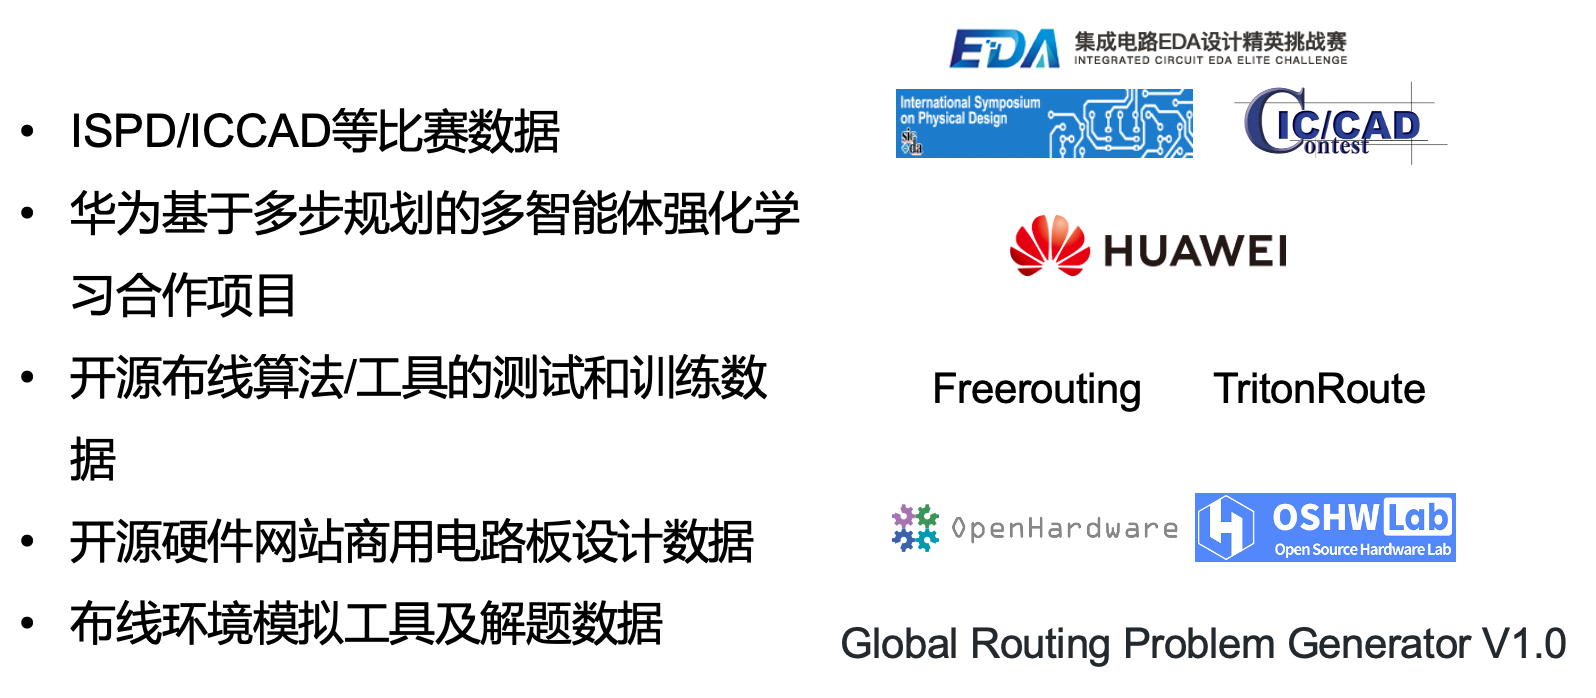 EDA 集成电路EDA设计精英挑战赛
INTEGRATED CIRCUIT EDA ELITE CHALLENGE
International Symposium
on Physical Design
sig
da
IC/CAD
Contest
• ISPD/ICCAD等比赛数据
• 华为基于多步规划的多智能体强化学
习合作项目
HUAWEI
• 开源布线算法/工具的测试和训练数
据
Freerouting TritonRoute
• 开源硬件网站商用电路板设计数据
OpenHardware
OSHWLab
Open Source Hardware Lab
• 布线环境模拟工具及解题数据
Global Routing Problem Generator V1.0